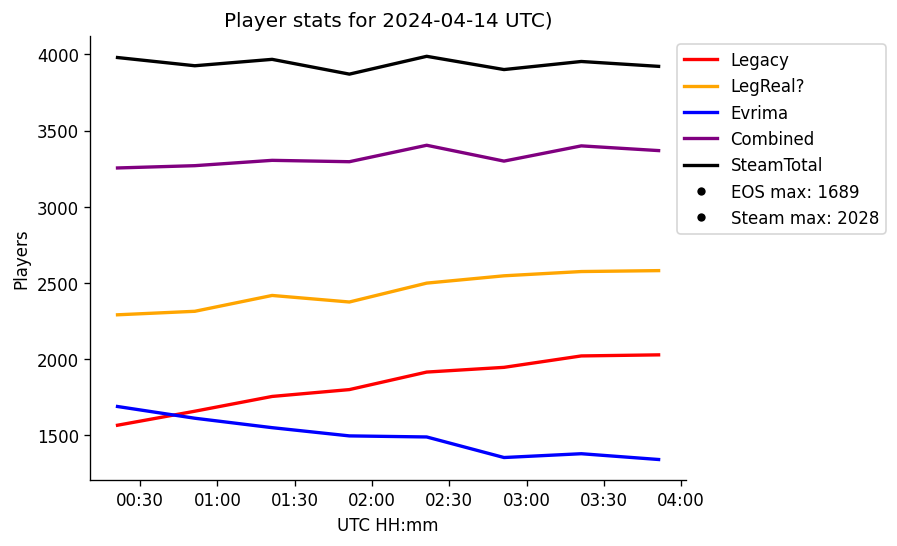 Player stats for 2024-04-14 UTC)
4000
3500
3000
2500
2000
1500
Players
00:30
01:00
01:30
02:00
02:30
03:00
03:30
04:00
UTC HH:mm
Legacy
LegReal?
Evrima
Combined
SteamTotal
EOS max: 1689
Steam max: 2028